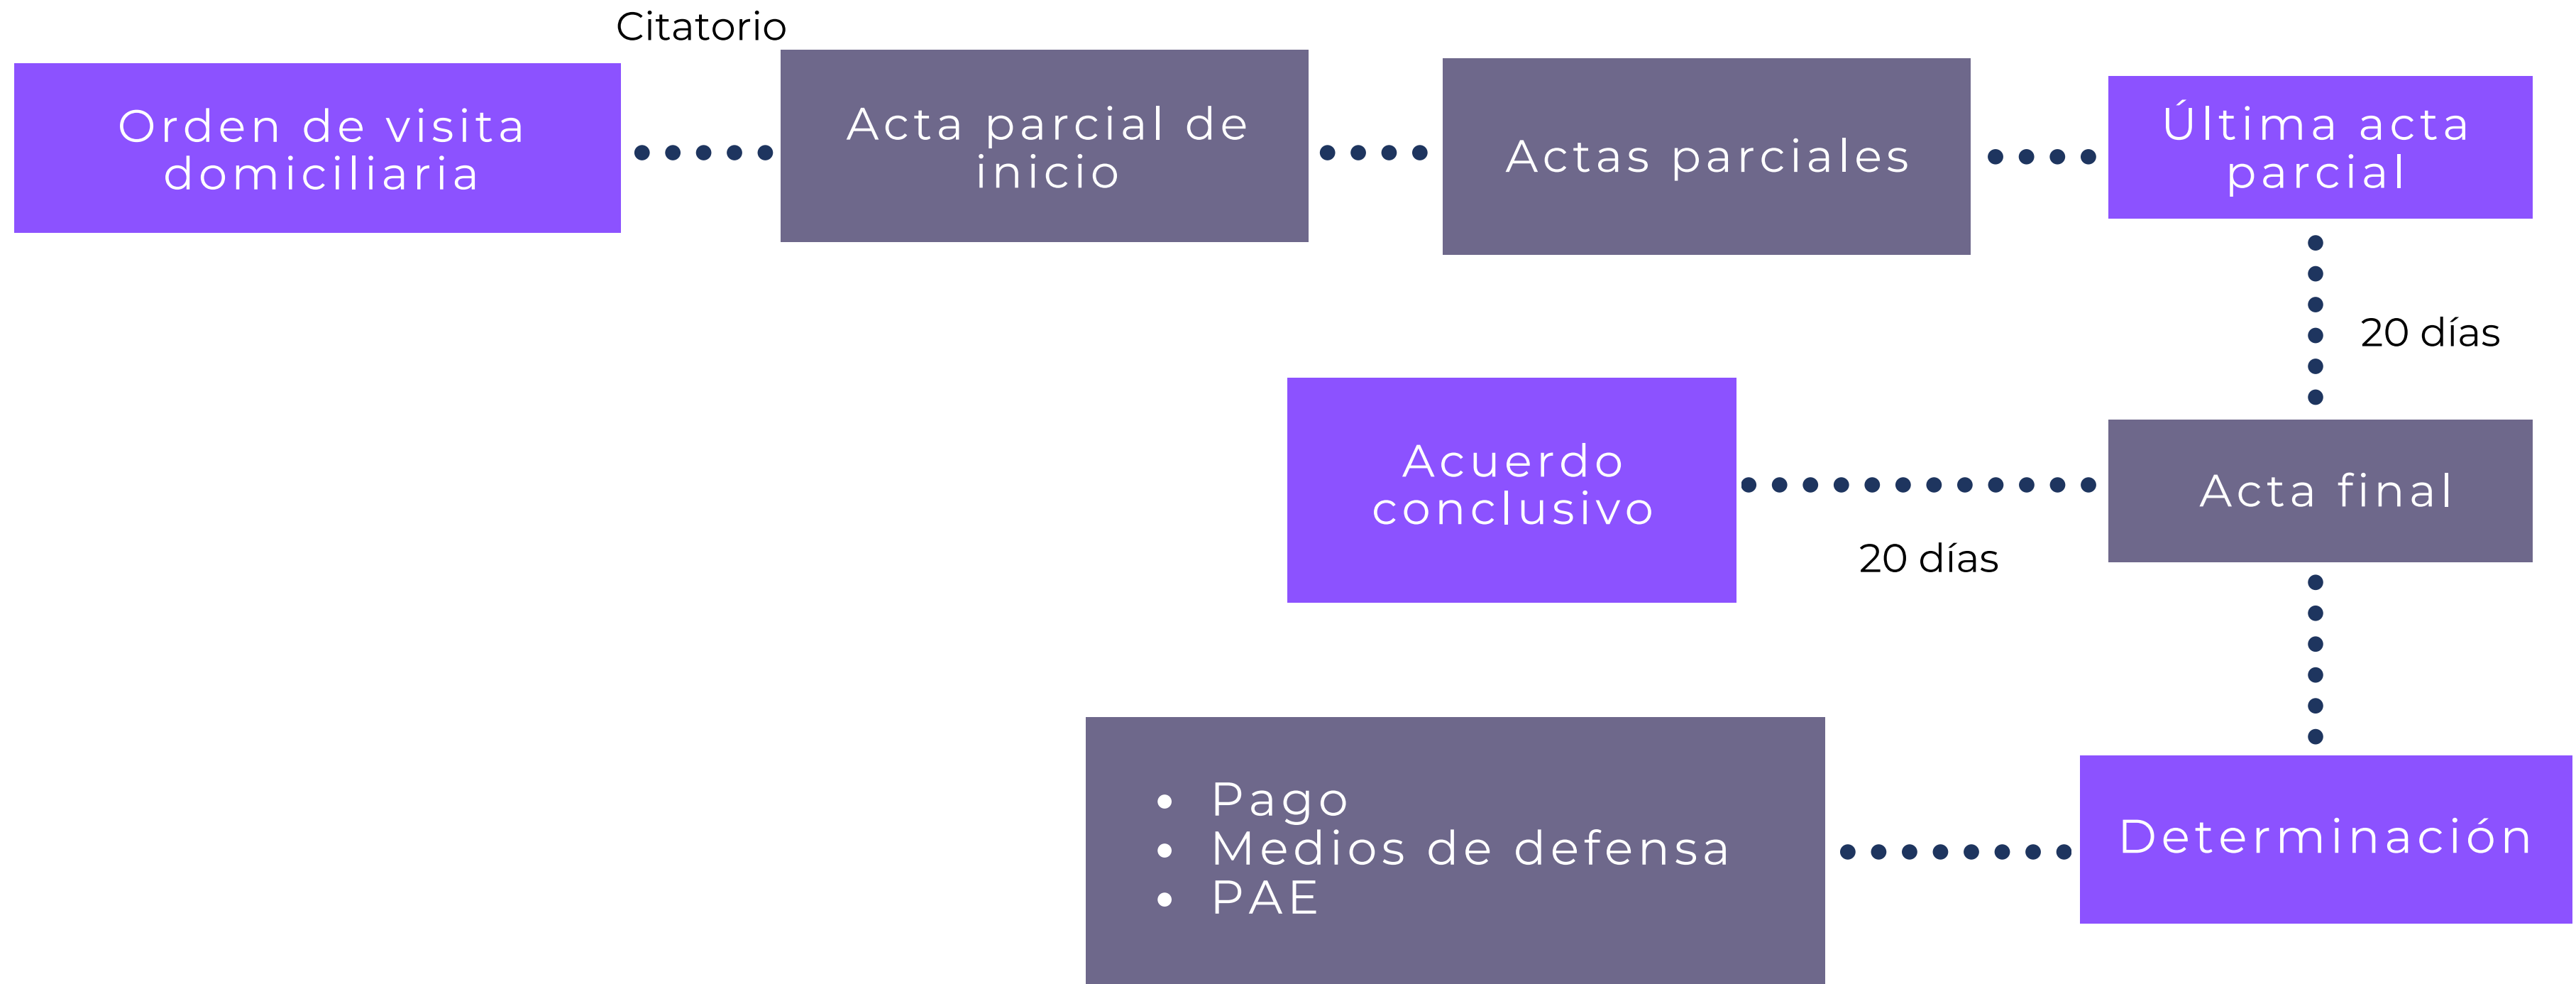 Citatorio
Orden de visita
domiciliaria
Acta parcial de
inicio
Actas parciales
Última acta
parcial
20 días
Acuerdo
conclusivo
Acta final
20 días
• Pago
• Medios de defensa
• PAE
Determinación